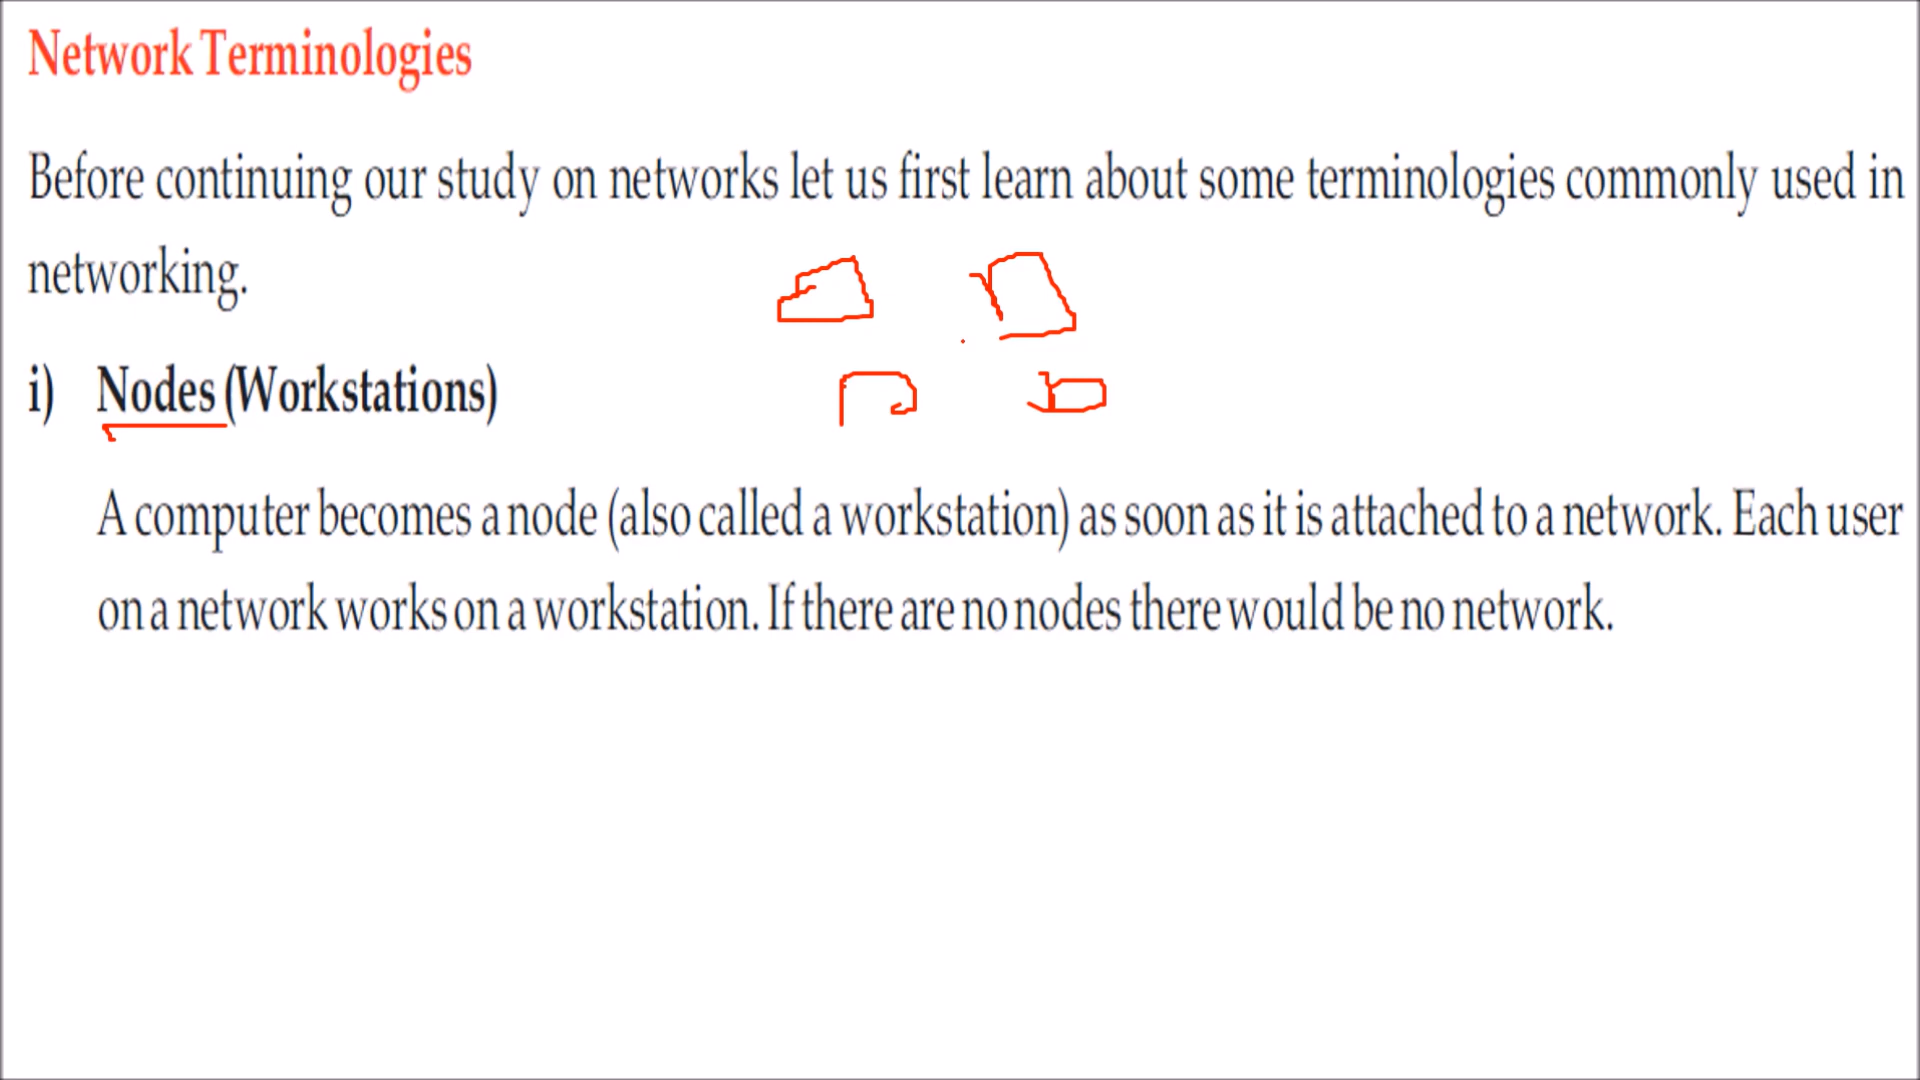 Network Terminologies
Before continuing our study on networks let us first learn about some terminologies commonly used in
networking.
i) Nodes (Workstations)
A computer becomes a node (also called a workstation) as soon as it is attached to a network. Each user
on a network works on a workstation. If there are no nodes there would be no network.